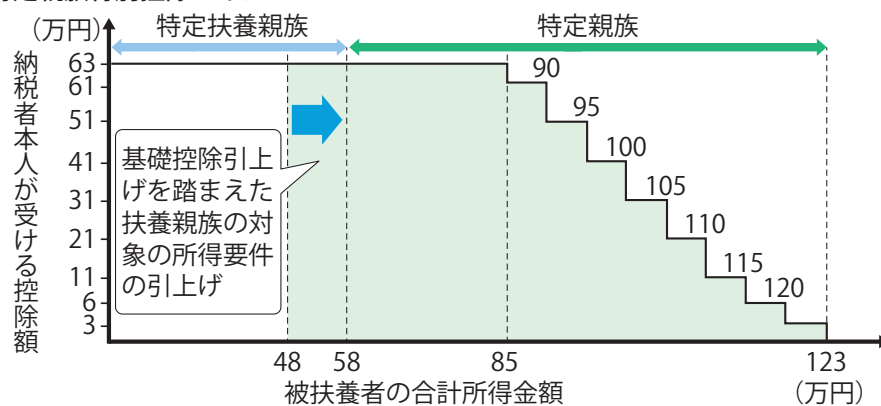 （万円）
特定扶養親族
特定親族
納税者本人が受ける控除額
63
61
51
41
31
21
11
6
3
90
95
100
105
110
115
120
基礎控除引上
げを踏まえた
扶養親族の対
象の所得要件
の引上げ
48
58
85
123
被扶養者の合計所得金額
（万円）